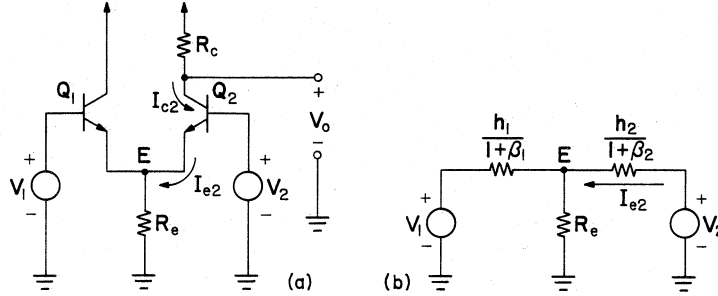 R_c
Q_1
Q_2
I_c2
+
V_o
−
E
I_e2
+
V_1
−
+
V_2
−
R_e
(a)
h_1
1+β_1
h_2
1+β_2
E
I_e2
+
V_1
−
R_e
+
V_2
−
(b)